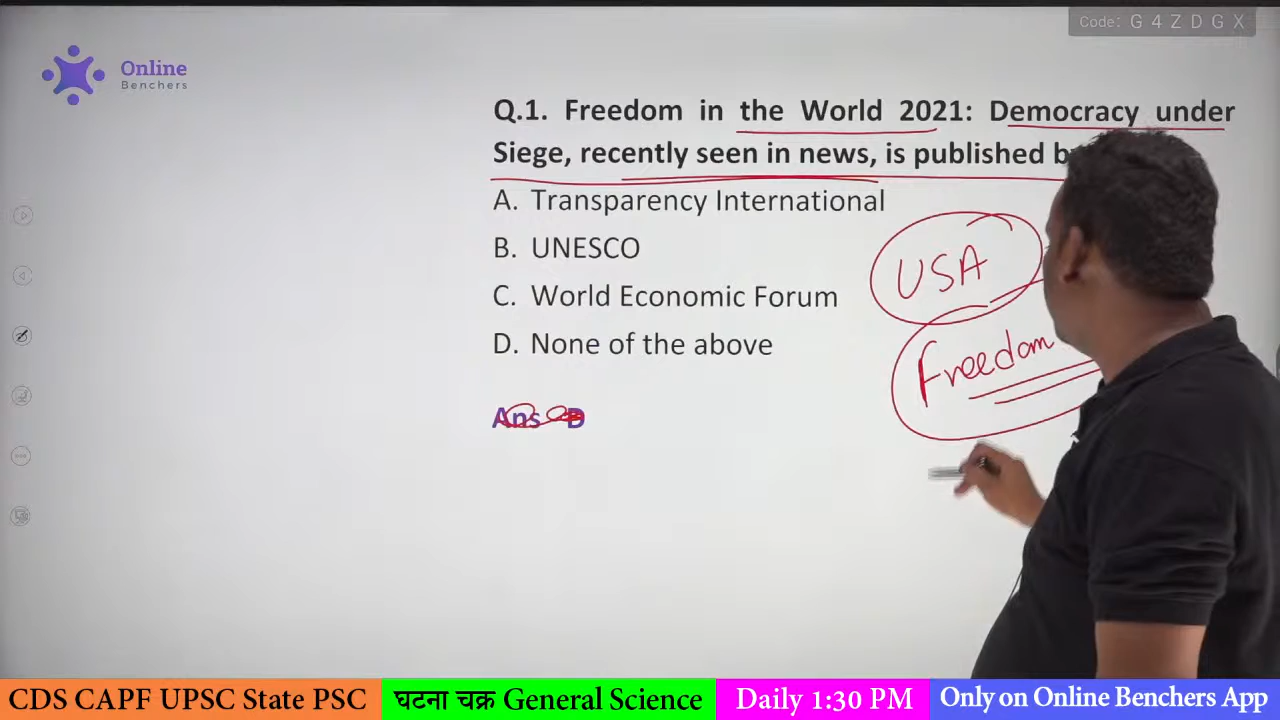 Code: G 4 Z D G X
Online
Benchers
Q.1. Freedom in the World 2021: Democracy under
Siege, recently seen in news, is published
A. Transparency International
B. UNESCO
C. World Economic Forum
D. None of the above
Ans D
USA
Freedom
CDS CAPF UPSC State PSC
घटना चक्र General Science
Daily 1:30 PM
Only on Online Benchers App